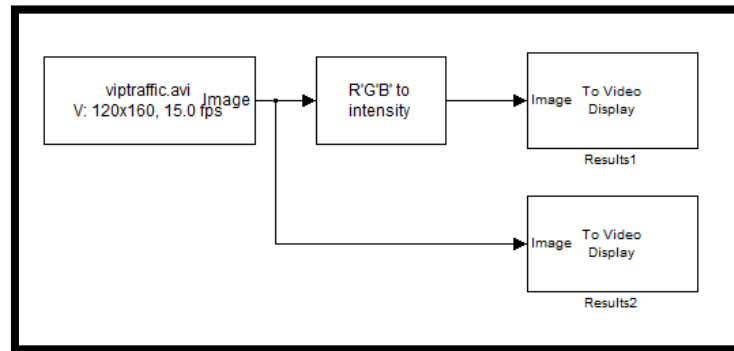 viptraffic.avi
V: 120x160, 15.0 fps
Image
R'G'B' to
intensity
Image
To Video
Display
Results1
Image
To Video
Display
Results2